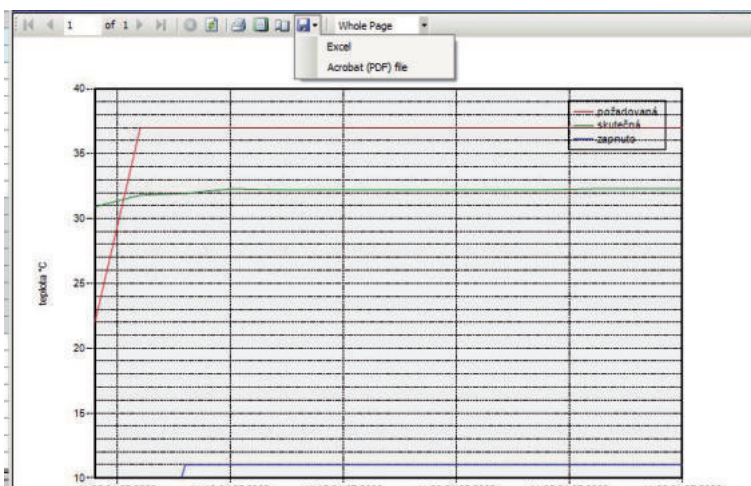 1 of 1 Whole Page
Excel
Acrobat (PDF) file
požadovaná
skutečná
zapnuto
40
35
30
25
20
15
10
teplota °C